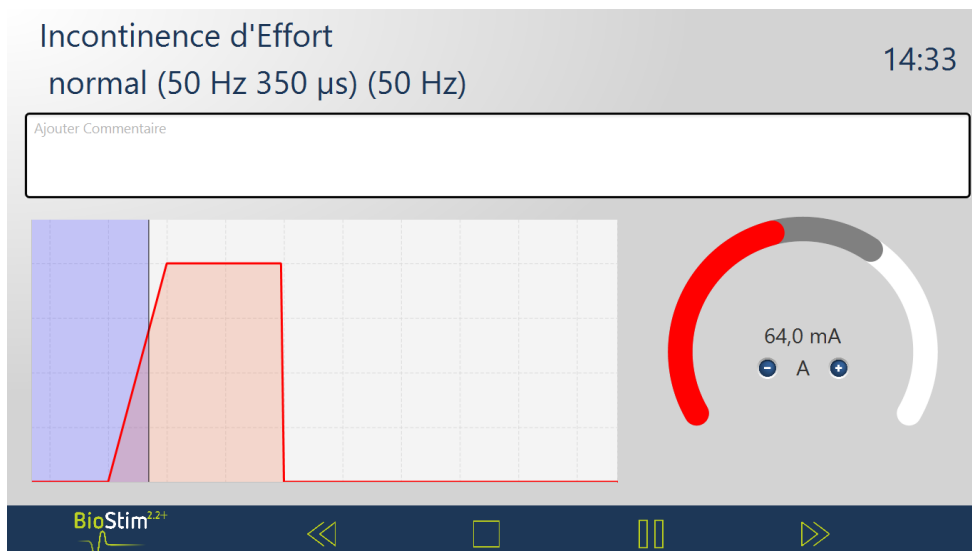 Incontinence d'Effort
14:33
normal (50 Hz 350 µs) (50 Hz)
Ajouter Commentaire
64,0 mA
A
BioStim2.2+